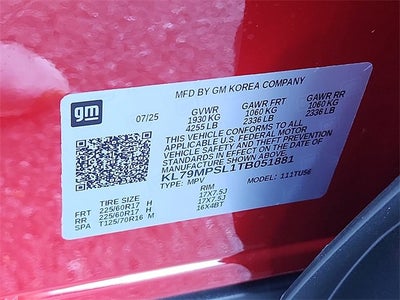 gm
MFD BY GM KOREA COMPANY
07/25 GVWR GAWR FRT GAWR RR
1930 KG 1060 KG 1060 KG
4255 LB 2336 LB 2336 LB
THIS VEHICLE CONFORMS TO ALL
APPLICABLE U.S. FEDERAL MOTOR
VEHICLE SAFETY AND THEFT PREVENTION
STANDARDS IN EFFECT ON THE DATE OF
MANUFACTURE SHOWN ABOVE.
KL79MPSL1TB051881
TYPE: MPV MODEL: 111TU56
TIRE SIZE RIM
FRT 225/60R17 H 17X7.5J
RR 225/60R17 H 17X7.5J
SPA T125/70R16 M 16X4BT